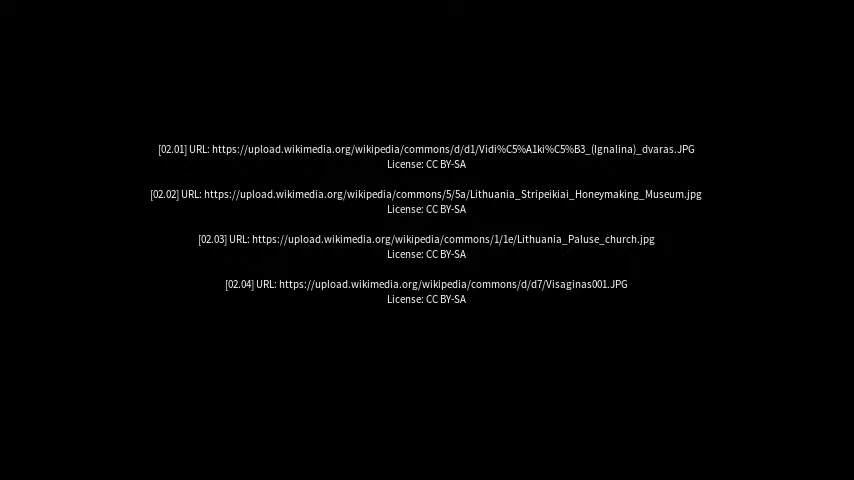 [02.01] URL: https://upload.wikimedia.org/wikipedia/commons/d/d1/Vidi%C5%A1ki%C5%B3_(Ignalina)_dvaras.JPG
License: CC BY-SA
[02.02] URL: https://upload.wikimedia.org/wikipedia/commons/5/5a/Lithuania_Stripeikiai_Honeymaking_Museum.jpg
License: CC BY-SA
[02.03] URL: https://upload.wikimedia.org/wikipedia/commons/1/1e/Lithuania_Paluse_church.jpg
License: CC BY-SA
[02.04] URL: https://upload.wikimedia.org/wikipedia/commons/d/d7/Visaginas001.JPG
License: CC BY-SA